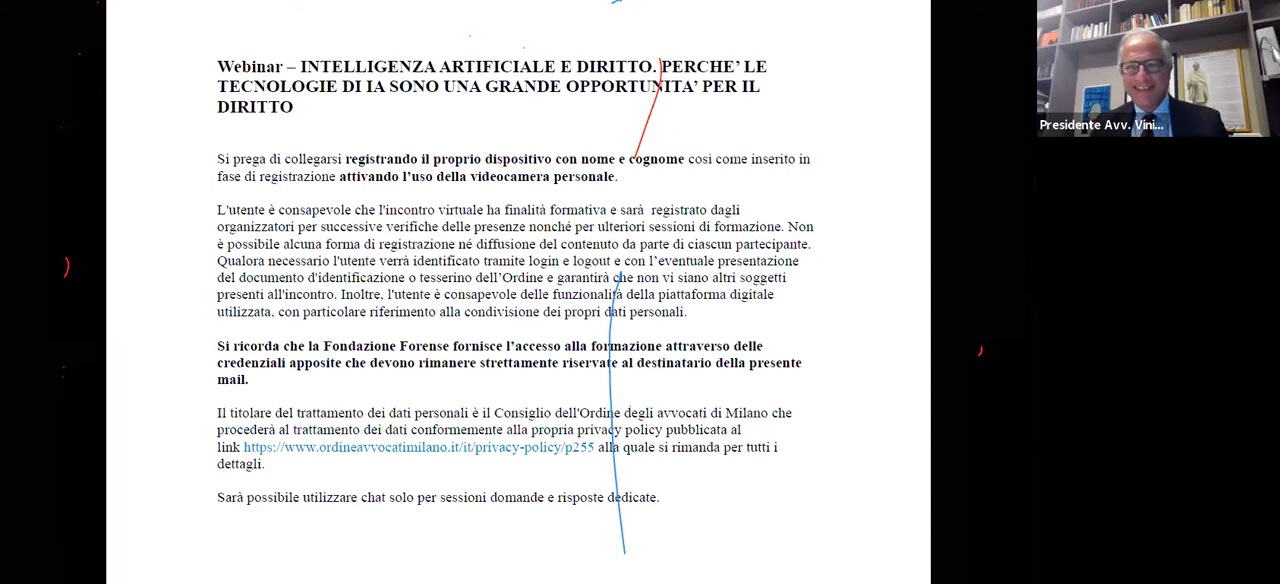 Webinar – INTELLIGENZA ARTIFICIALE E DIRITTO. PERCHE’ LE
TECNOLOGIE DI IA SONO UNA GRANDE OPPORTUNITA’ PER IL
DIRITTO
Si prega di collegarsi registrando il proprio dispositivo con nome e cognome cosi come inserito in
fase di registrazione attivando l’uso della videocamera personale.
L'utente è consapevole che l'incontro virtuale ha finalità formativa e sarà registrato dagli
organizzatori per successive verifiche delle presenze nonché per ulteriori sessioni di formazione. Non
è possibile alcuna forma di registrazione né diffusione del contenuto da parte di ciascun partecipante.
Qualora necessario l'utente verrà identificato tramite login e logout e con l’eventuale presentazione
del documento d'identificazione o tesserino dell’Ordine e garantirà che non vi siano altri soggetti
presenti all'incontro. Inoltre, l'utente è consapevole delle funzionalità della piattaforma digitale
utilizzata, con particolare riferimento alla condivisione dei propri dati personali.
Si ricorda che la Fondazione Forense fornisce l’accesso alla formazione attraverso delle
credenziali apposite che devono rimanere strettamente riservate al destinatario della presente
mail.
Il titolare del trattamento dei dati personali è il Consiglio dell'Ordine degli avvocati di Milano che
procederà al trattamento dei dati conformemente alla propria privacy policy pubblicata al
link https://www.ordineavvocatimilano.it/it/privacy-policy/p255 alla quale si rimanda per tutti i
dettagli.
Sarà possibile utilizzare chat solo per sessioni domande e risposte dedicate.
Presidente Avv. Vini...